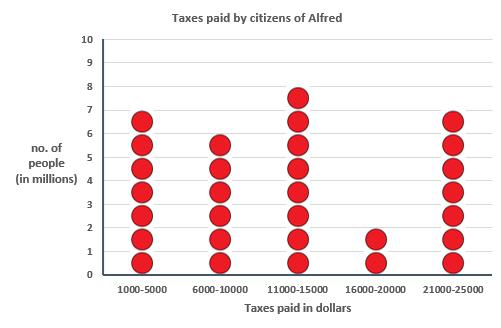 Taxes paid by citizens of Alfred
10
9
8
7
6
5
4
3
2
1
0
no. of
people
(in millions)
1000-5000 6000-10000 11000-15000 16000-20000 21000-25000
Taxes paid in dollars